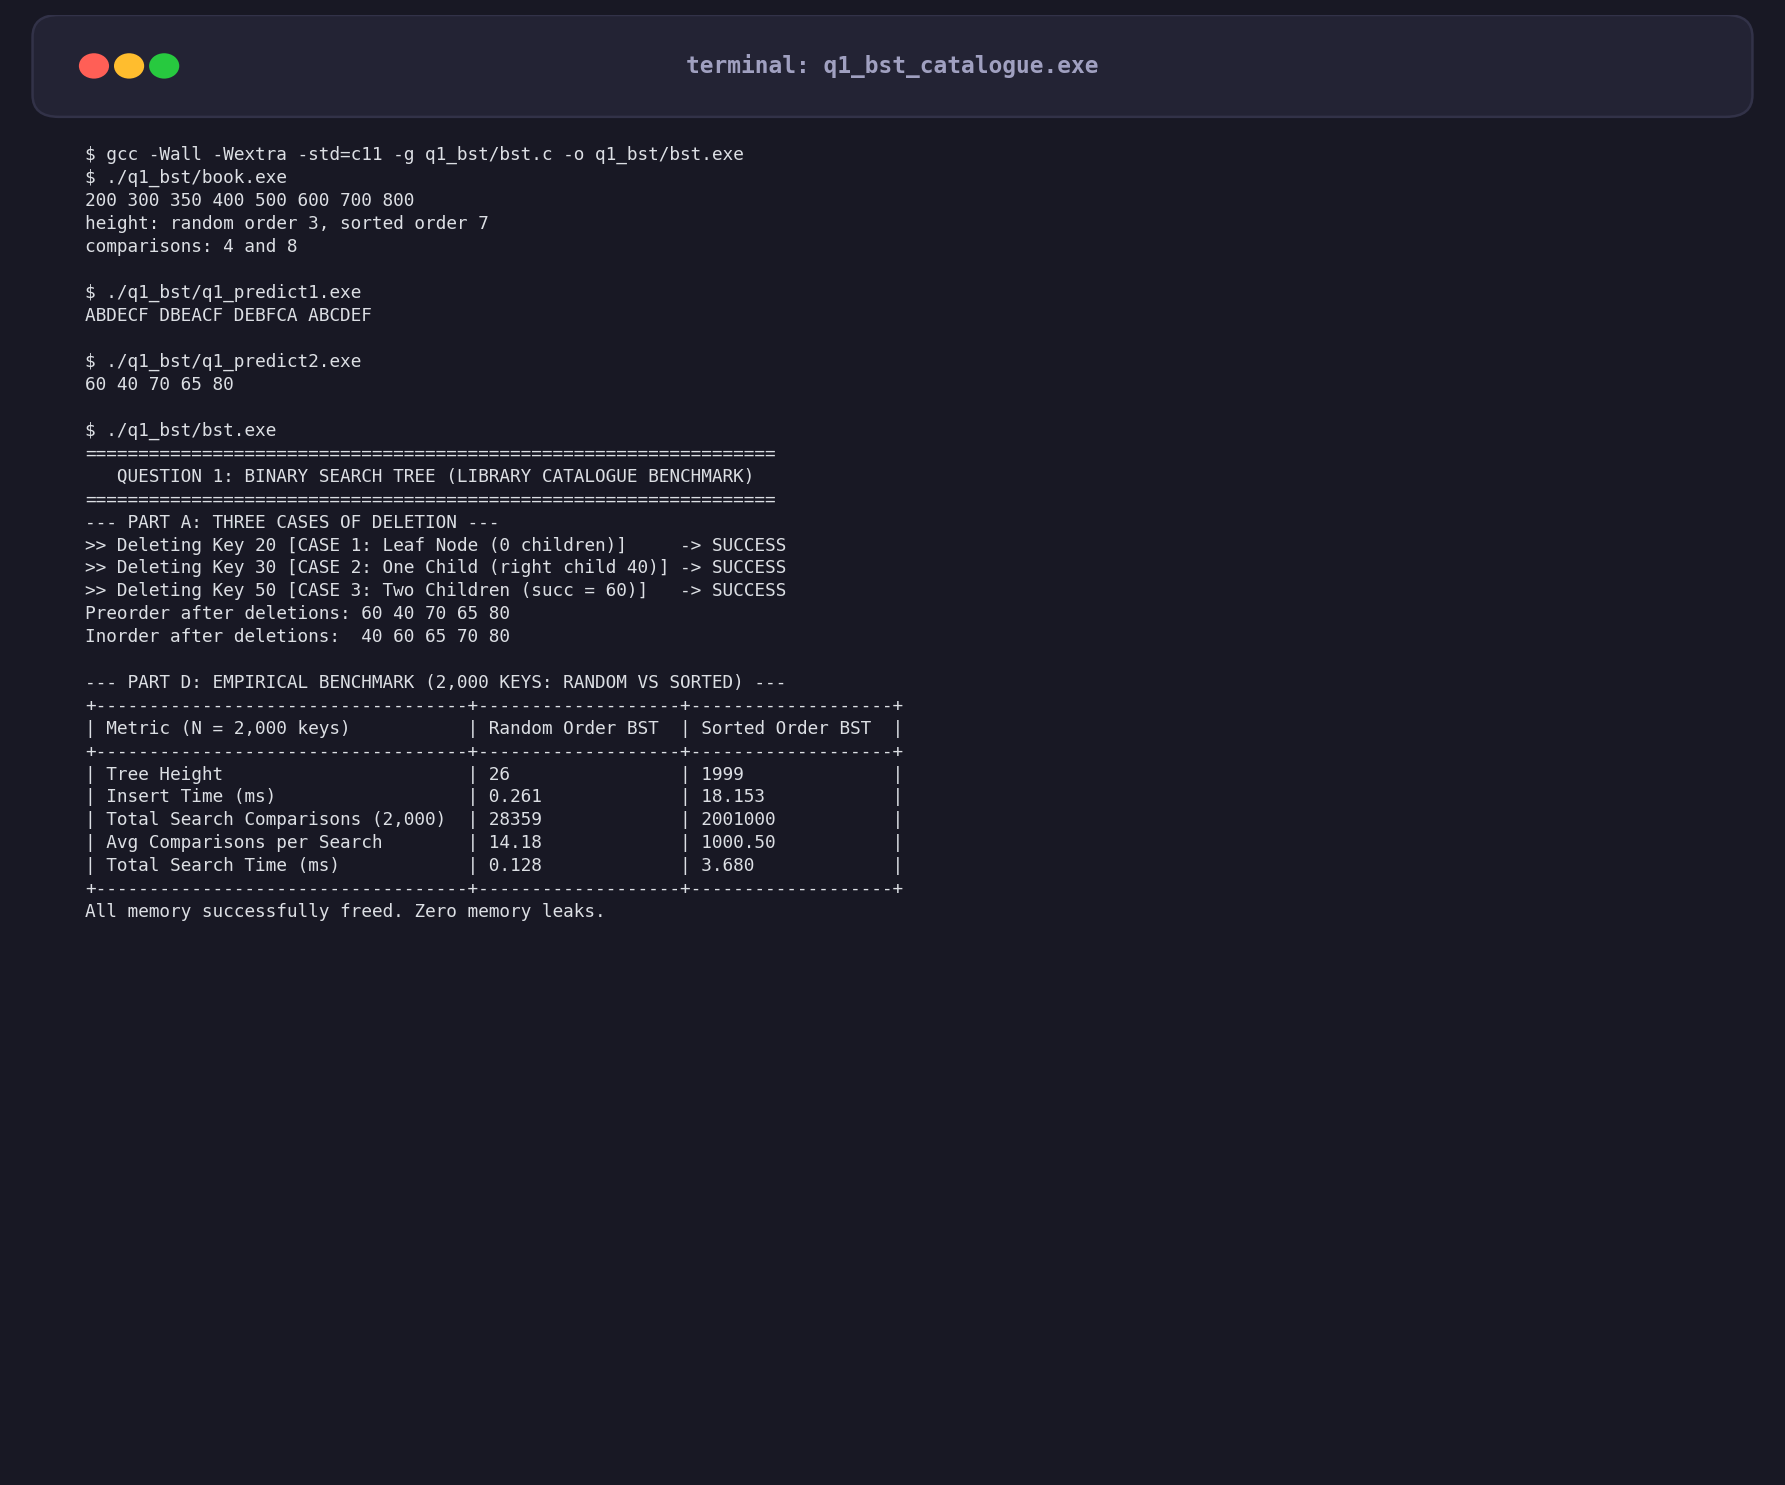 terminal: q1_bst_catalogue.exe
$ gcc -Wall -Wextra -std=c11 -g q1_bst/bst.c -o q1_bst/bst.exe
$ ./q1_bst/book.exe
200 300 350 400 500 600 700 800
height: random order 3, sorted order 7
comparisons: 4 and 8
$ ./q1_bst/q1_predict1.exe
ABDECF DBEACF DEBFCA ABCDEF
$ ./q1_bst/q1_predict2.exe
60 40 70 65 80
$ ./q1_bst/bst.exe
=================================================================
   QUESTION 1: BINARY SEARCH TREE (LIBRARY CATALOGUE BENCHMARK)
=================================================================
--- PART A: THREE CASES OF DELETION ---
>> Deleting Key 20 [CASE 1: Leaf Node (0 children)]     -> SUCCESS
>> Deleting Key 30 [CASE 2: One Child (right child 40)] -> SUCCESS
>> Deleting Key 50 [CASE 3: Two Children (succ = 60)]   -> SUCCESS
Preorder after deletions: 60 40 70 65 80
Inorder after deletions:  40 60 65 70 80
--- PART D: EMPIRICAL BENCHMARK (2,000 KEYS: RANDOM VS SORTED) ---
+-----------------------------------+-------------------+-------------------+
| Metric (N = 2,000 keys)           | Random Order BST  | Sorted Order BST  |
+-----------------------------------+-------------------+-------------------+
| Tree Height                       | 26                | 1999              |
| Insert Time (ms)                  | 0.261             | 18.153            |
| Total Search Comparisons (2,000)  | 28359             | 2001000           |
| Avg Comparisons per Search        | 14.18             | 1000.50           |
| Total Search Time (ms)            | 0.128             | 3.680             |
+-----------------------------------+-------------------+-------------------+
All memory successfully freed. Zero memory leaks.